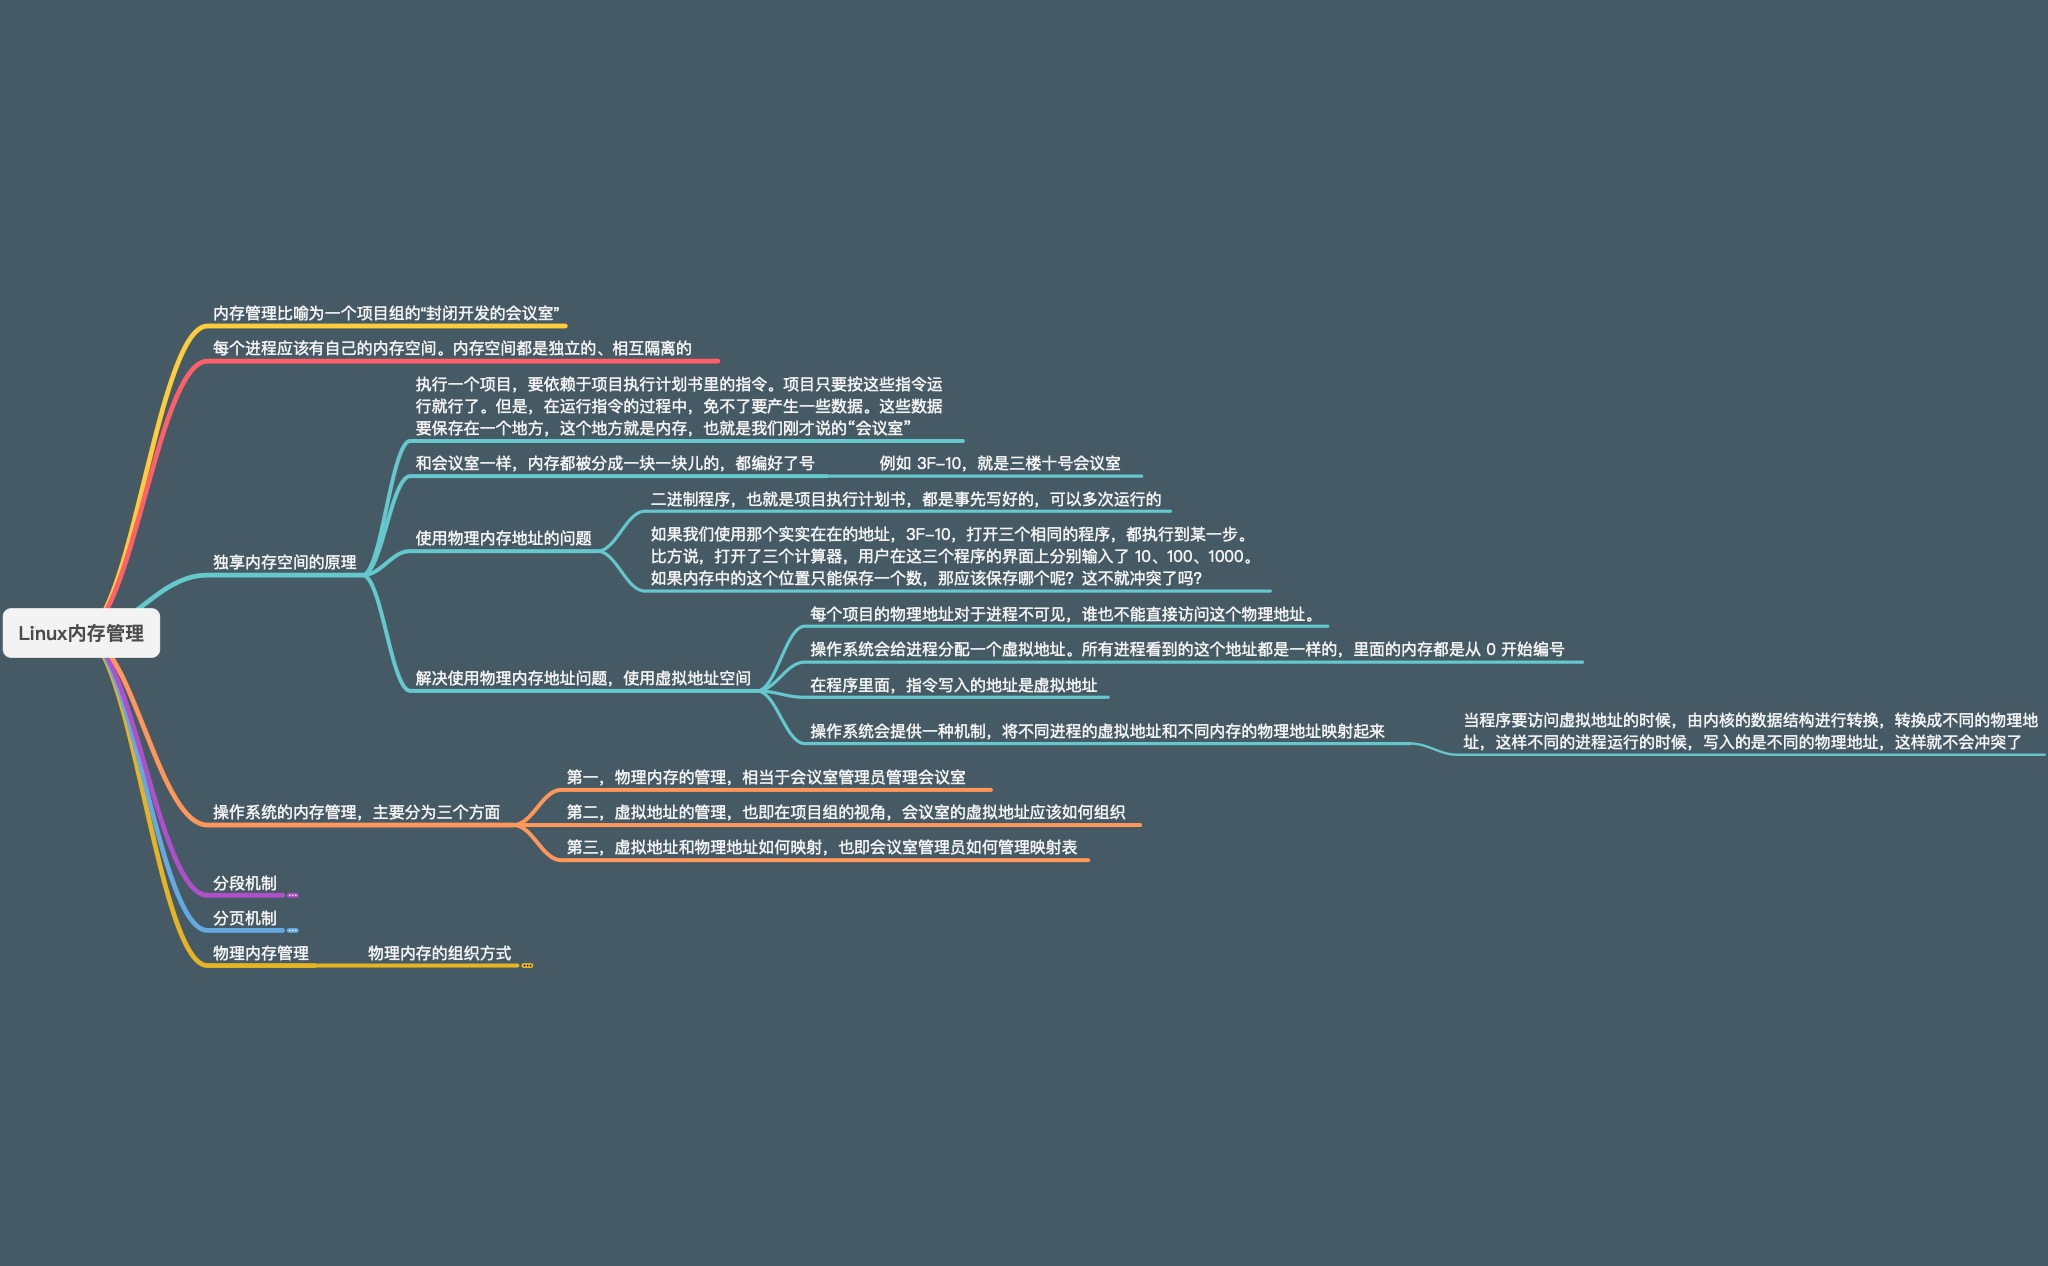 内存管理比喻为一个项目组的“封闭开发的会议室”
每个进程应该有自己的内存空间。内存空间都是独立的、相互隔离的
执行一个项目，要依赖于项目执行计划书里的指令。项目只要按这些指令运
行就行了。但是，在运行指令的过程中，免不了要产生一些数据。这些数据
要保存在一个地方，这个地方就是内存，也就是我们刚才说的“会议室”
和会议室一样，内存都被分成一块一块儿的，都编好了号
例如 3F-10，就是三楼十号会议室
二进制程序，也就是项目执行计划书，都是事先写好的，可以多次运行的
使用物理内存地址的问题
如果我们使用那个实实在在的地址，3F-10，打开三个相同的程序，都执行到某一步。
比方说，打开了三个计算器，用户在这三个程序的界面上分别输入了 10、100、1000。
如果内存中的这个位置只能保存一个数，那应该保存哪个呢？这不就冲突了吗？
独享内存空间的原理
每个项目的物理地址对于进程不可见，谁也不能直接访问这个物理地址。
Linux内存管理
操作系统会给进程分配一个虚拟地址。所有进程看到的这个地址都是一样的，里面的内存都是从 0 开始编号
解决使用物理内存地址问题，使用虚拟地址空间
在程序里面，指令写入的地址是虚拟地址
操作系统会提供一种机制，将不同进程的虚拟地址和不同内存的物理地址映射起来
当程序要访问虚拟地址的时候，由内核的数据结构进行转换，转换成不同的物理地
址，这样不同的进程运行的时候，写入的是不同的物理地址，这样就不会冲突了
第一，物理内存的管理，相当于会议室管理员管理会议室
操作系统的内存管理，主要分为三个方面
第二，虚拟地址的管理，也即在项目组的视角，会议室的虚拟地址应该如何组织
第三，虚拟地址和物理地址如何映射，也即会议室管理员如何管理映射表
分段机制
分页机制
物理内存管理
物理内存的组织方式